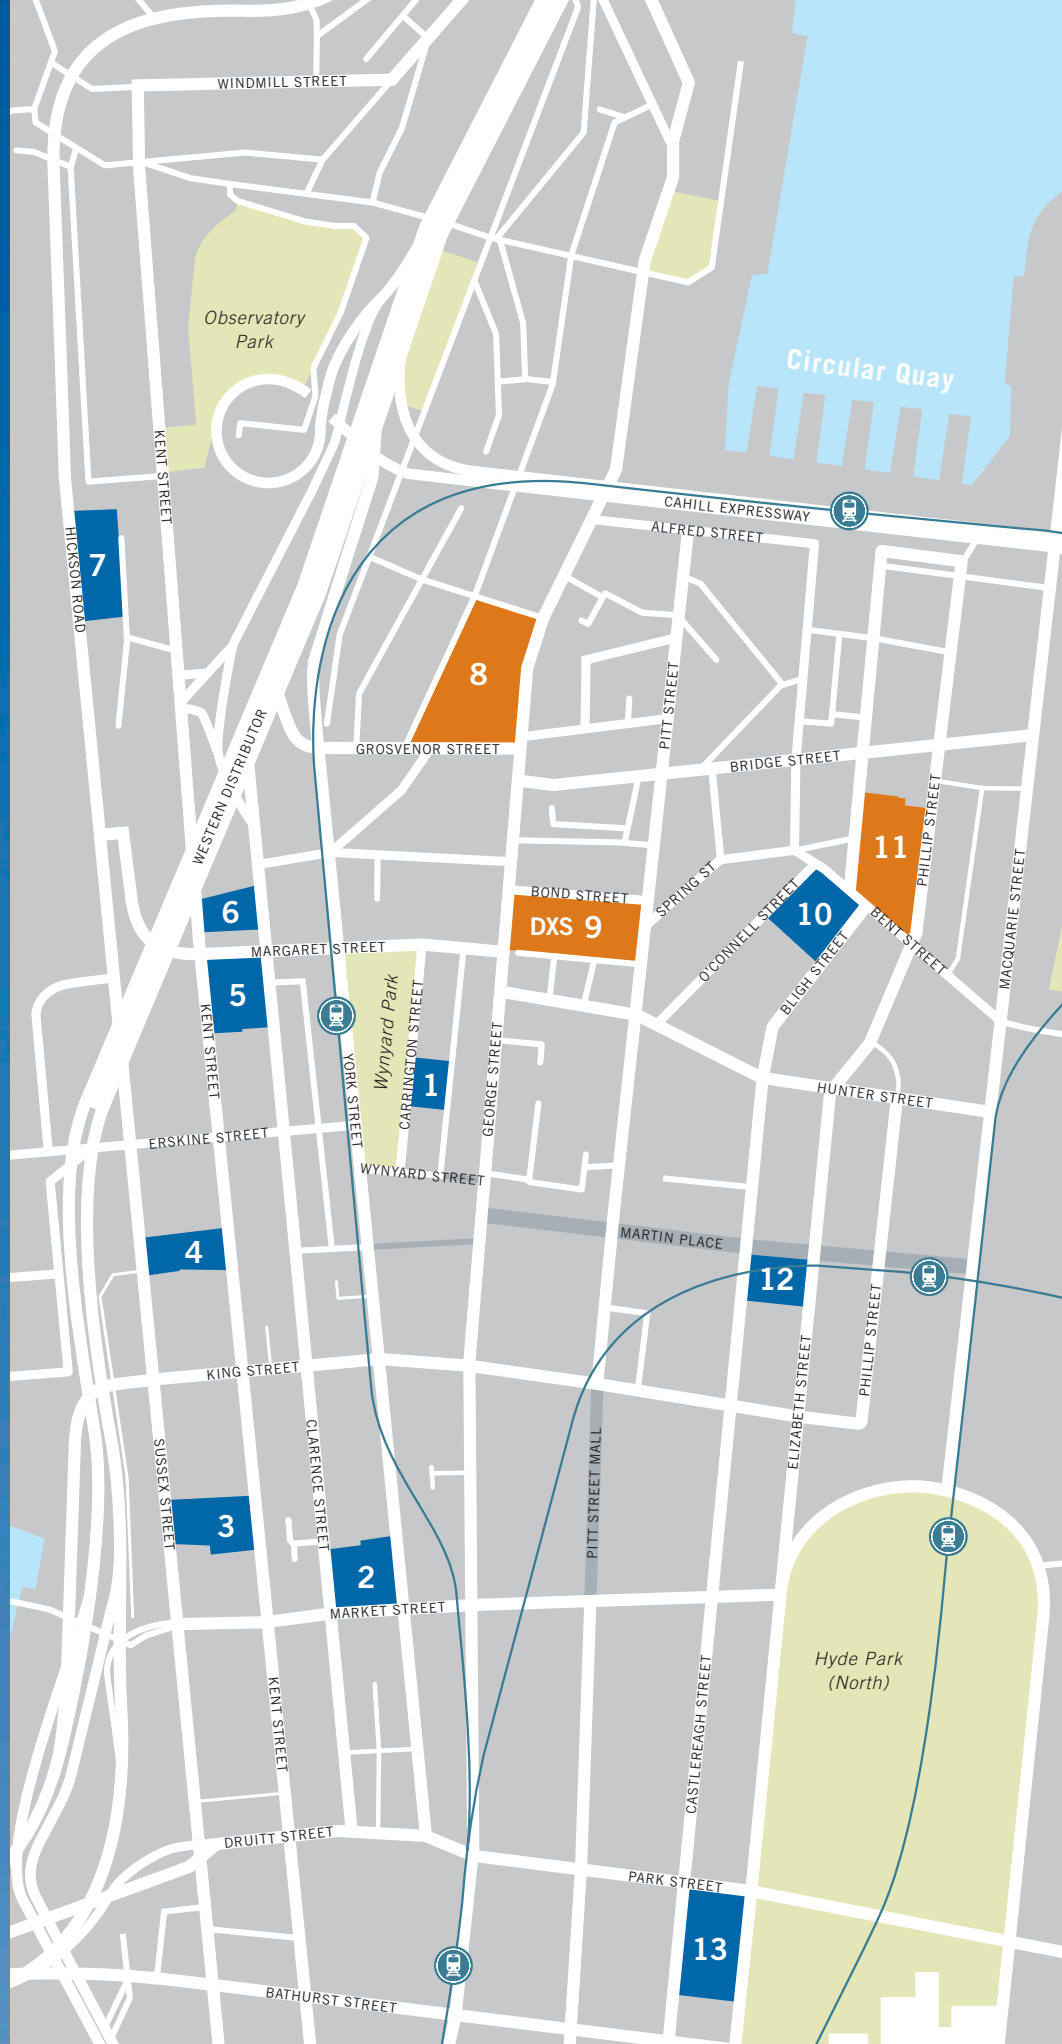 WINDMILL STREET
Observatory
Park
Circular Quay
KENT STREET
CAHILL EXPRESSWAY
ALFRED STREET
7
HICKSON ROAD
8
PITT STREET
GROSVENOR STREET
BRIDGE STREET
WESTERN DISTRIBUTOR
PHILLIP STREET
11
MACQUARIE STREET
BOND STREET
SPRING ST
6
DXS 9
O'CONNELL STREET
10
BENT STREET
MARGARET STREET
BLIGH STREET
5
KENT STREET
Wynyard Park
CARRINGTON STREET
YORK STREET
1
GEORGE STREET
HUNTER STREET
ERSKINE STREET
WYNYARD STREET
4
MARTIN PLACE
12
PHILLIP STREET
KING STREET
ELIZABETH STREET
SUSSEX STREET
CLARENCE STREET
PITT STREET MALL
3
2
MARKET STREET
Hyde Park
(North)
KENT STREET
CASTLEREAGH STREET
DRUITT STREET
PARK STREET
13
BATHURST STREET